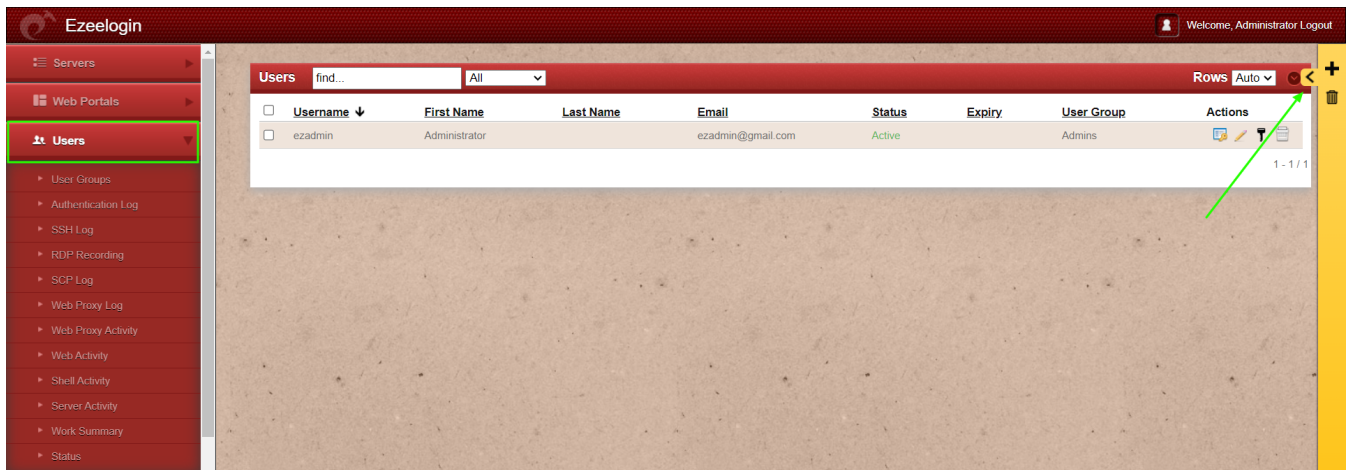 Ezeelogin
Welcome, Administrator Logout
Servers
Web Portals
Users
User Groups
Authentication Log
SSH Log
RDP Recording
SCP Log
Web Proxy Log
Web Proxy Activity
Web Activity
Shell Activity
Server Activity
Work Summary
Status
Users find... All Rows Auto
Username First Name Last Name Email Status Expiry User Group Actions
ezadmin Administrator ezadmin@gmail.com Active Admins
1 - 1 / 1